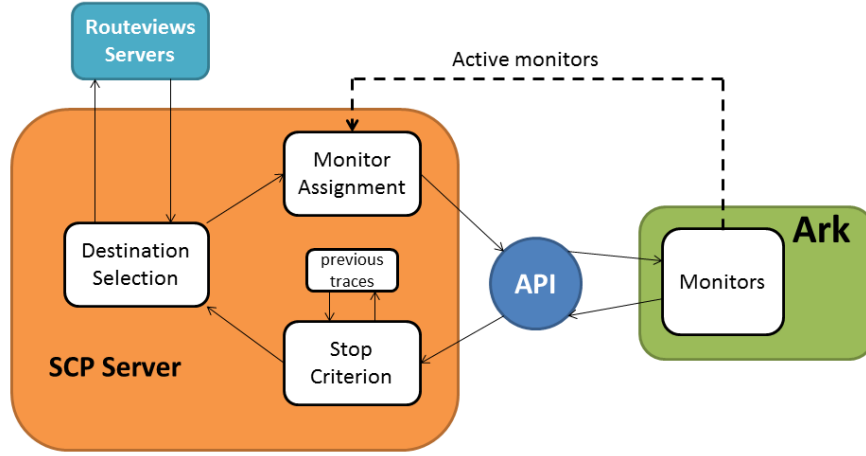 Routeviews
Servers
Active monitors
Monitor
Assignment
Ark
Destination
Selection
previous
traces
API
Monitors
Stop
Criterion
SCP Server